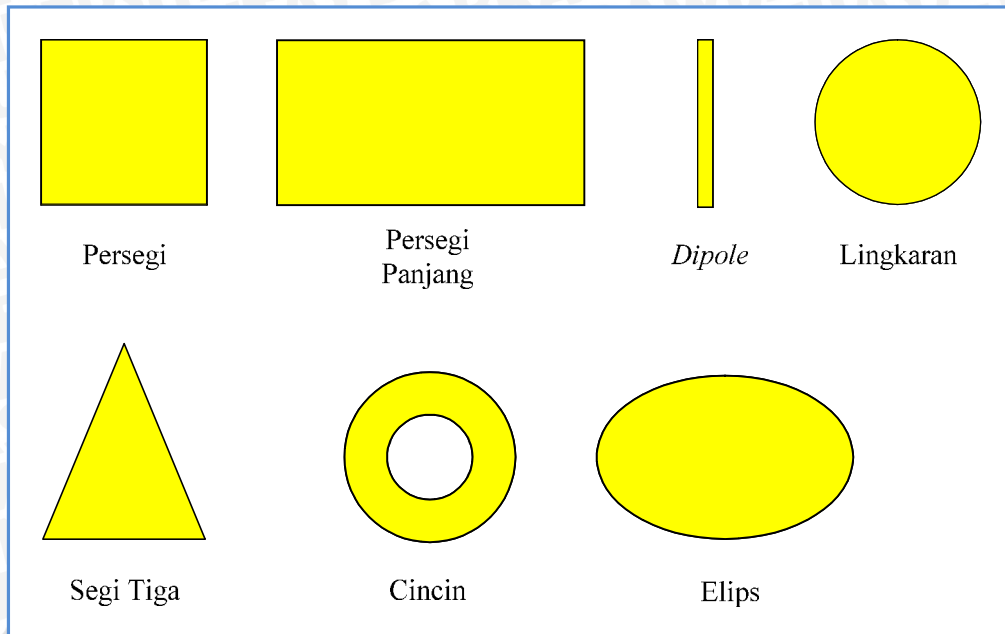 Persegi
Persegi
Panjang
Dipole
Lingkaran
Segi Tiga
Cincin
Elips